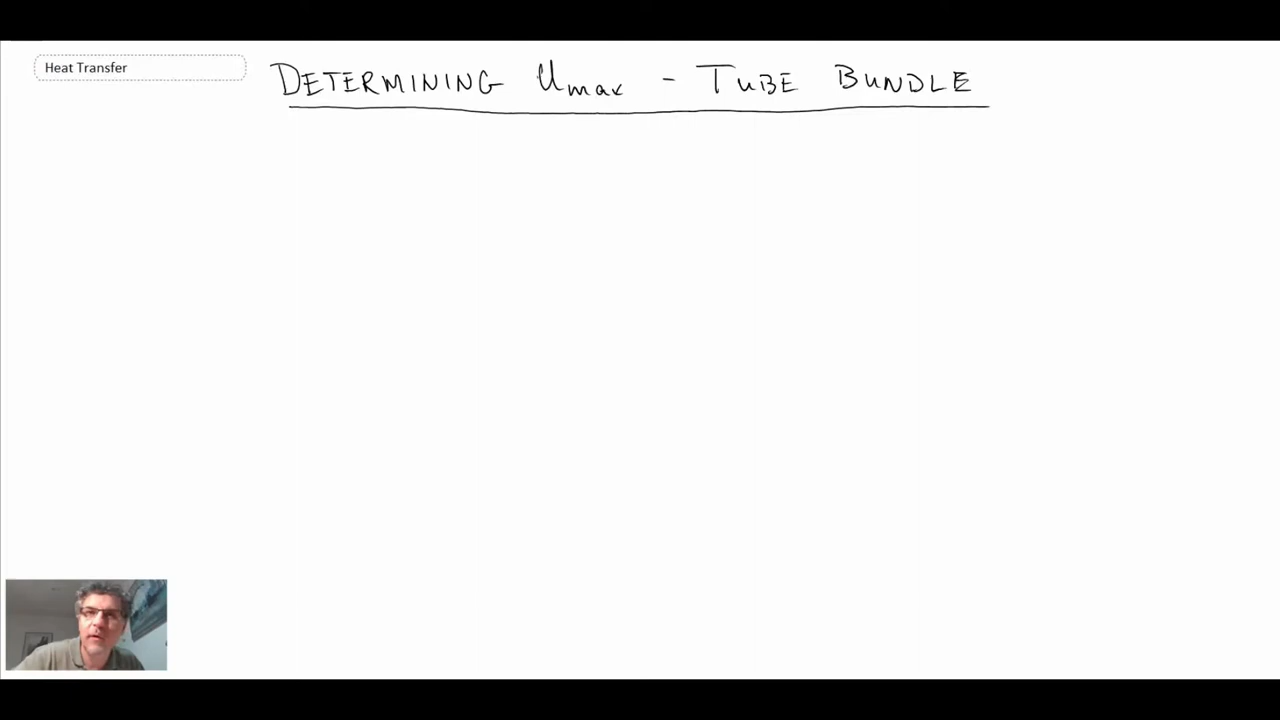 Heat Transfer
DETERMINING Umax - TUBE BUNDLE